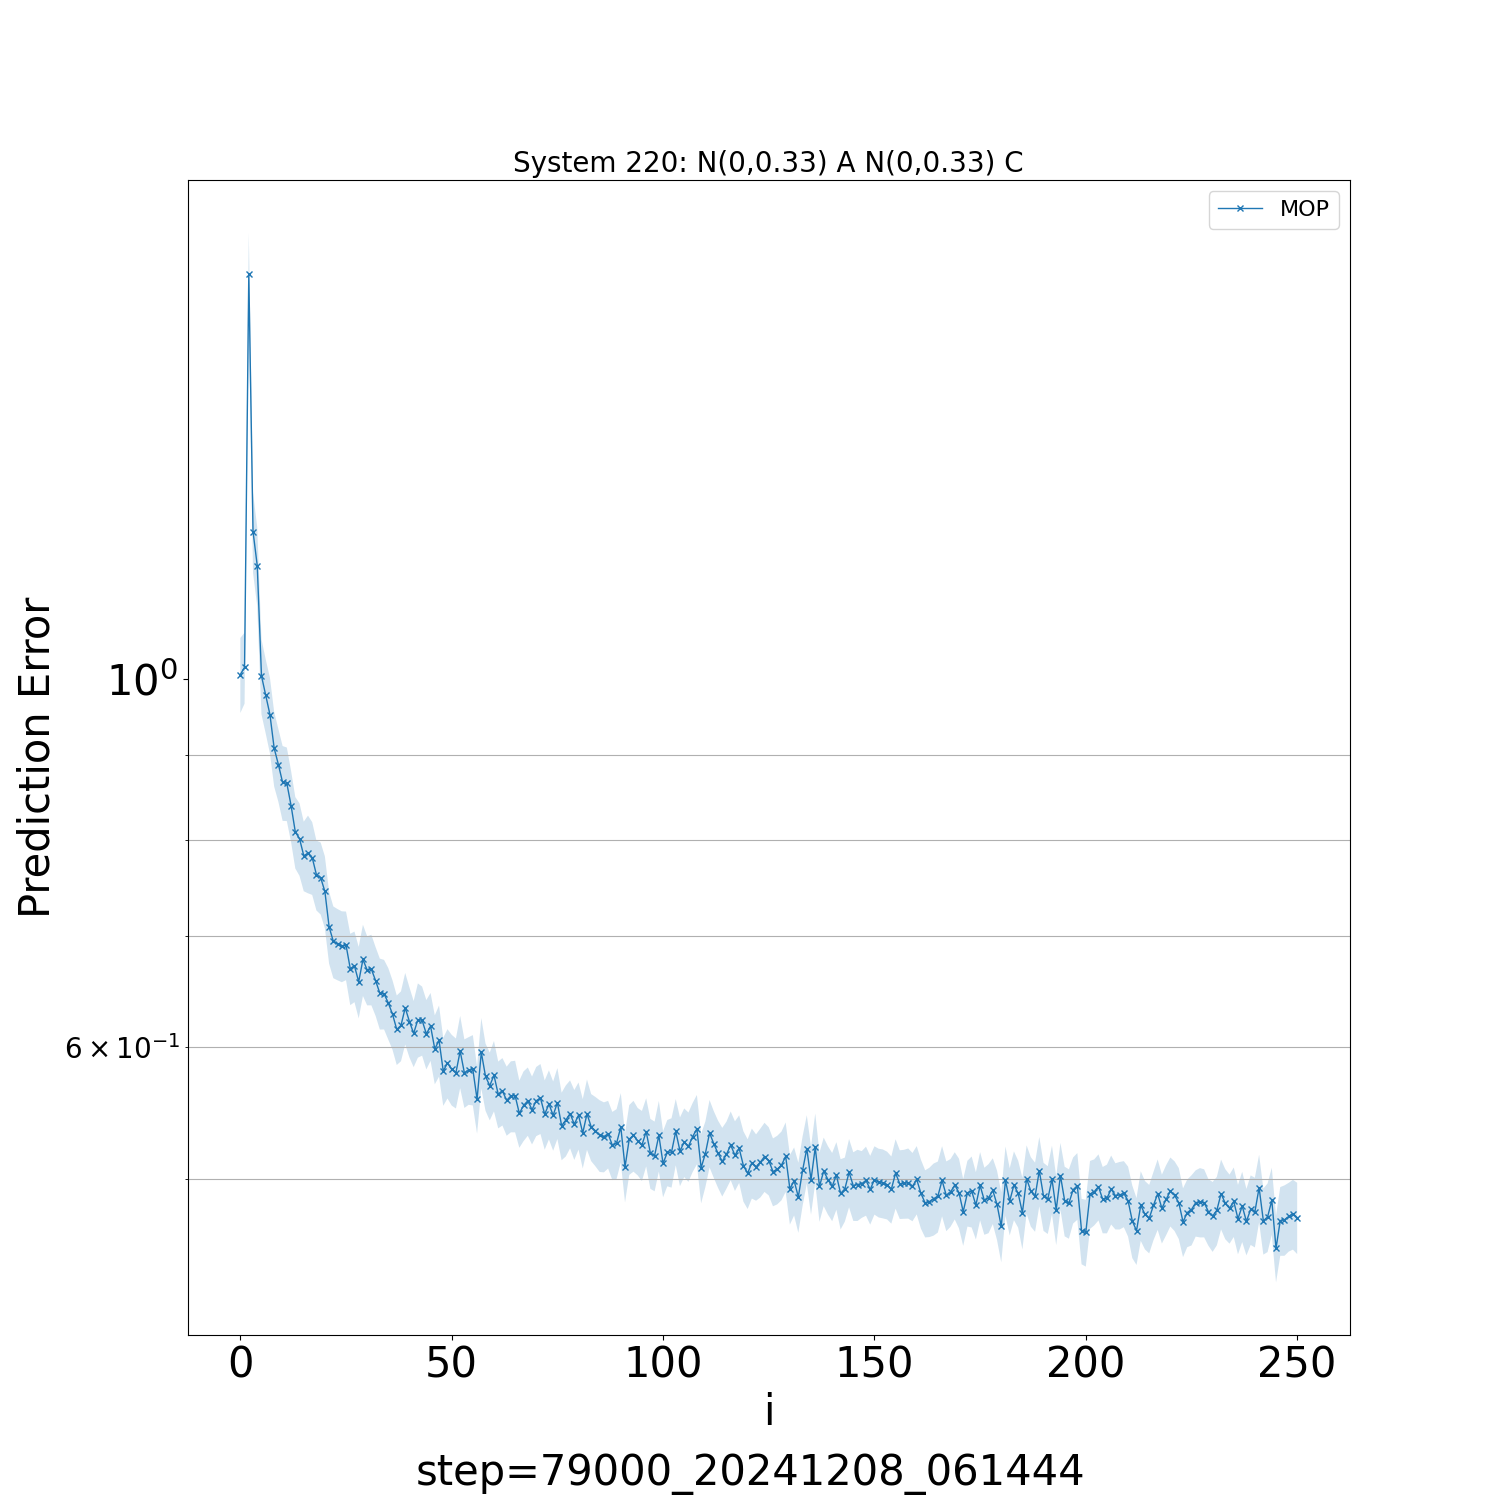 System 220: N(0,0.33) A N(0,0.33) C
MOP
Prediction Error
10⁰
6 × 10⁻¹
0 50 100 150 200 250
i
step=79000_20241208_061444